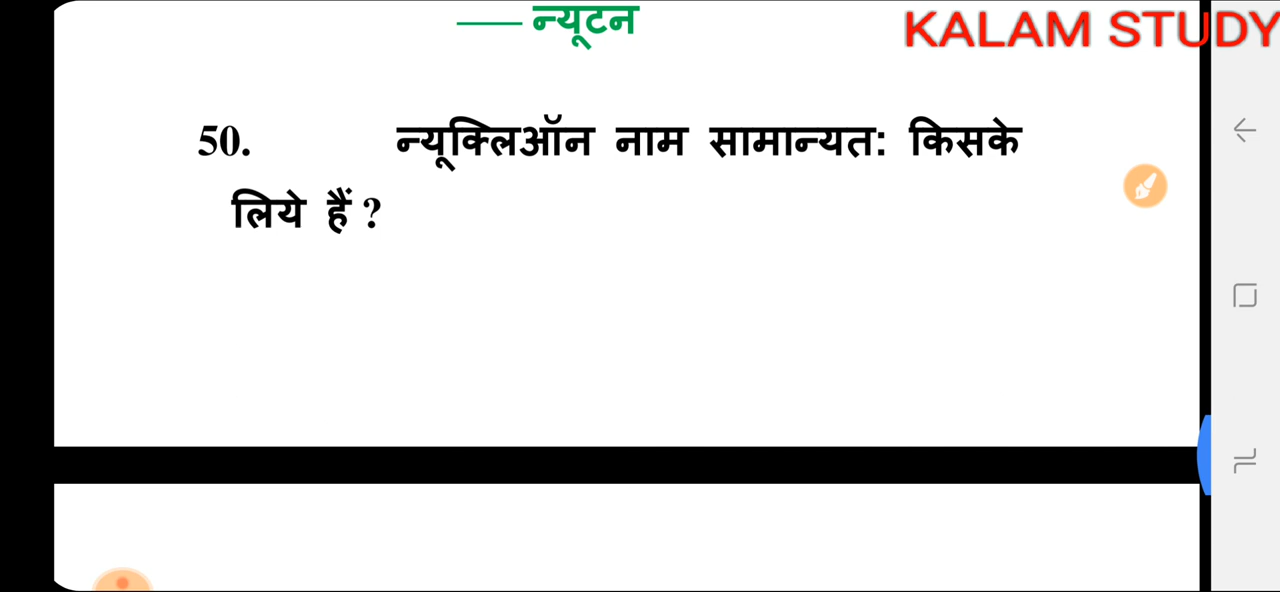 —— न्यूटन
KALAM STUDY
50. न्यूक्लिऑन नाम सामान्यत: किसके
लिये हैं ?